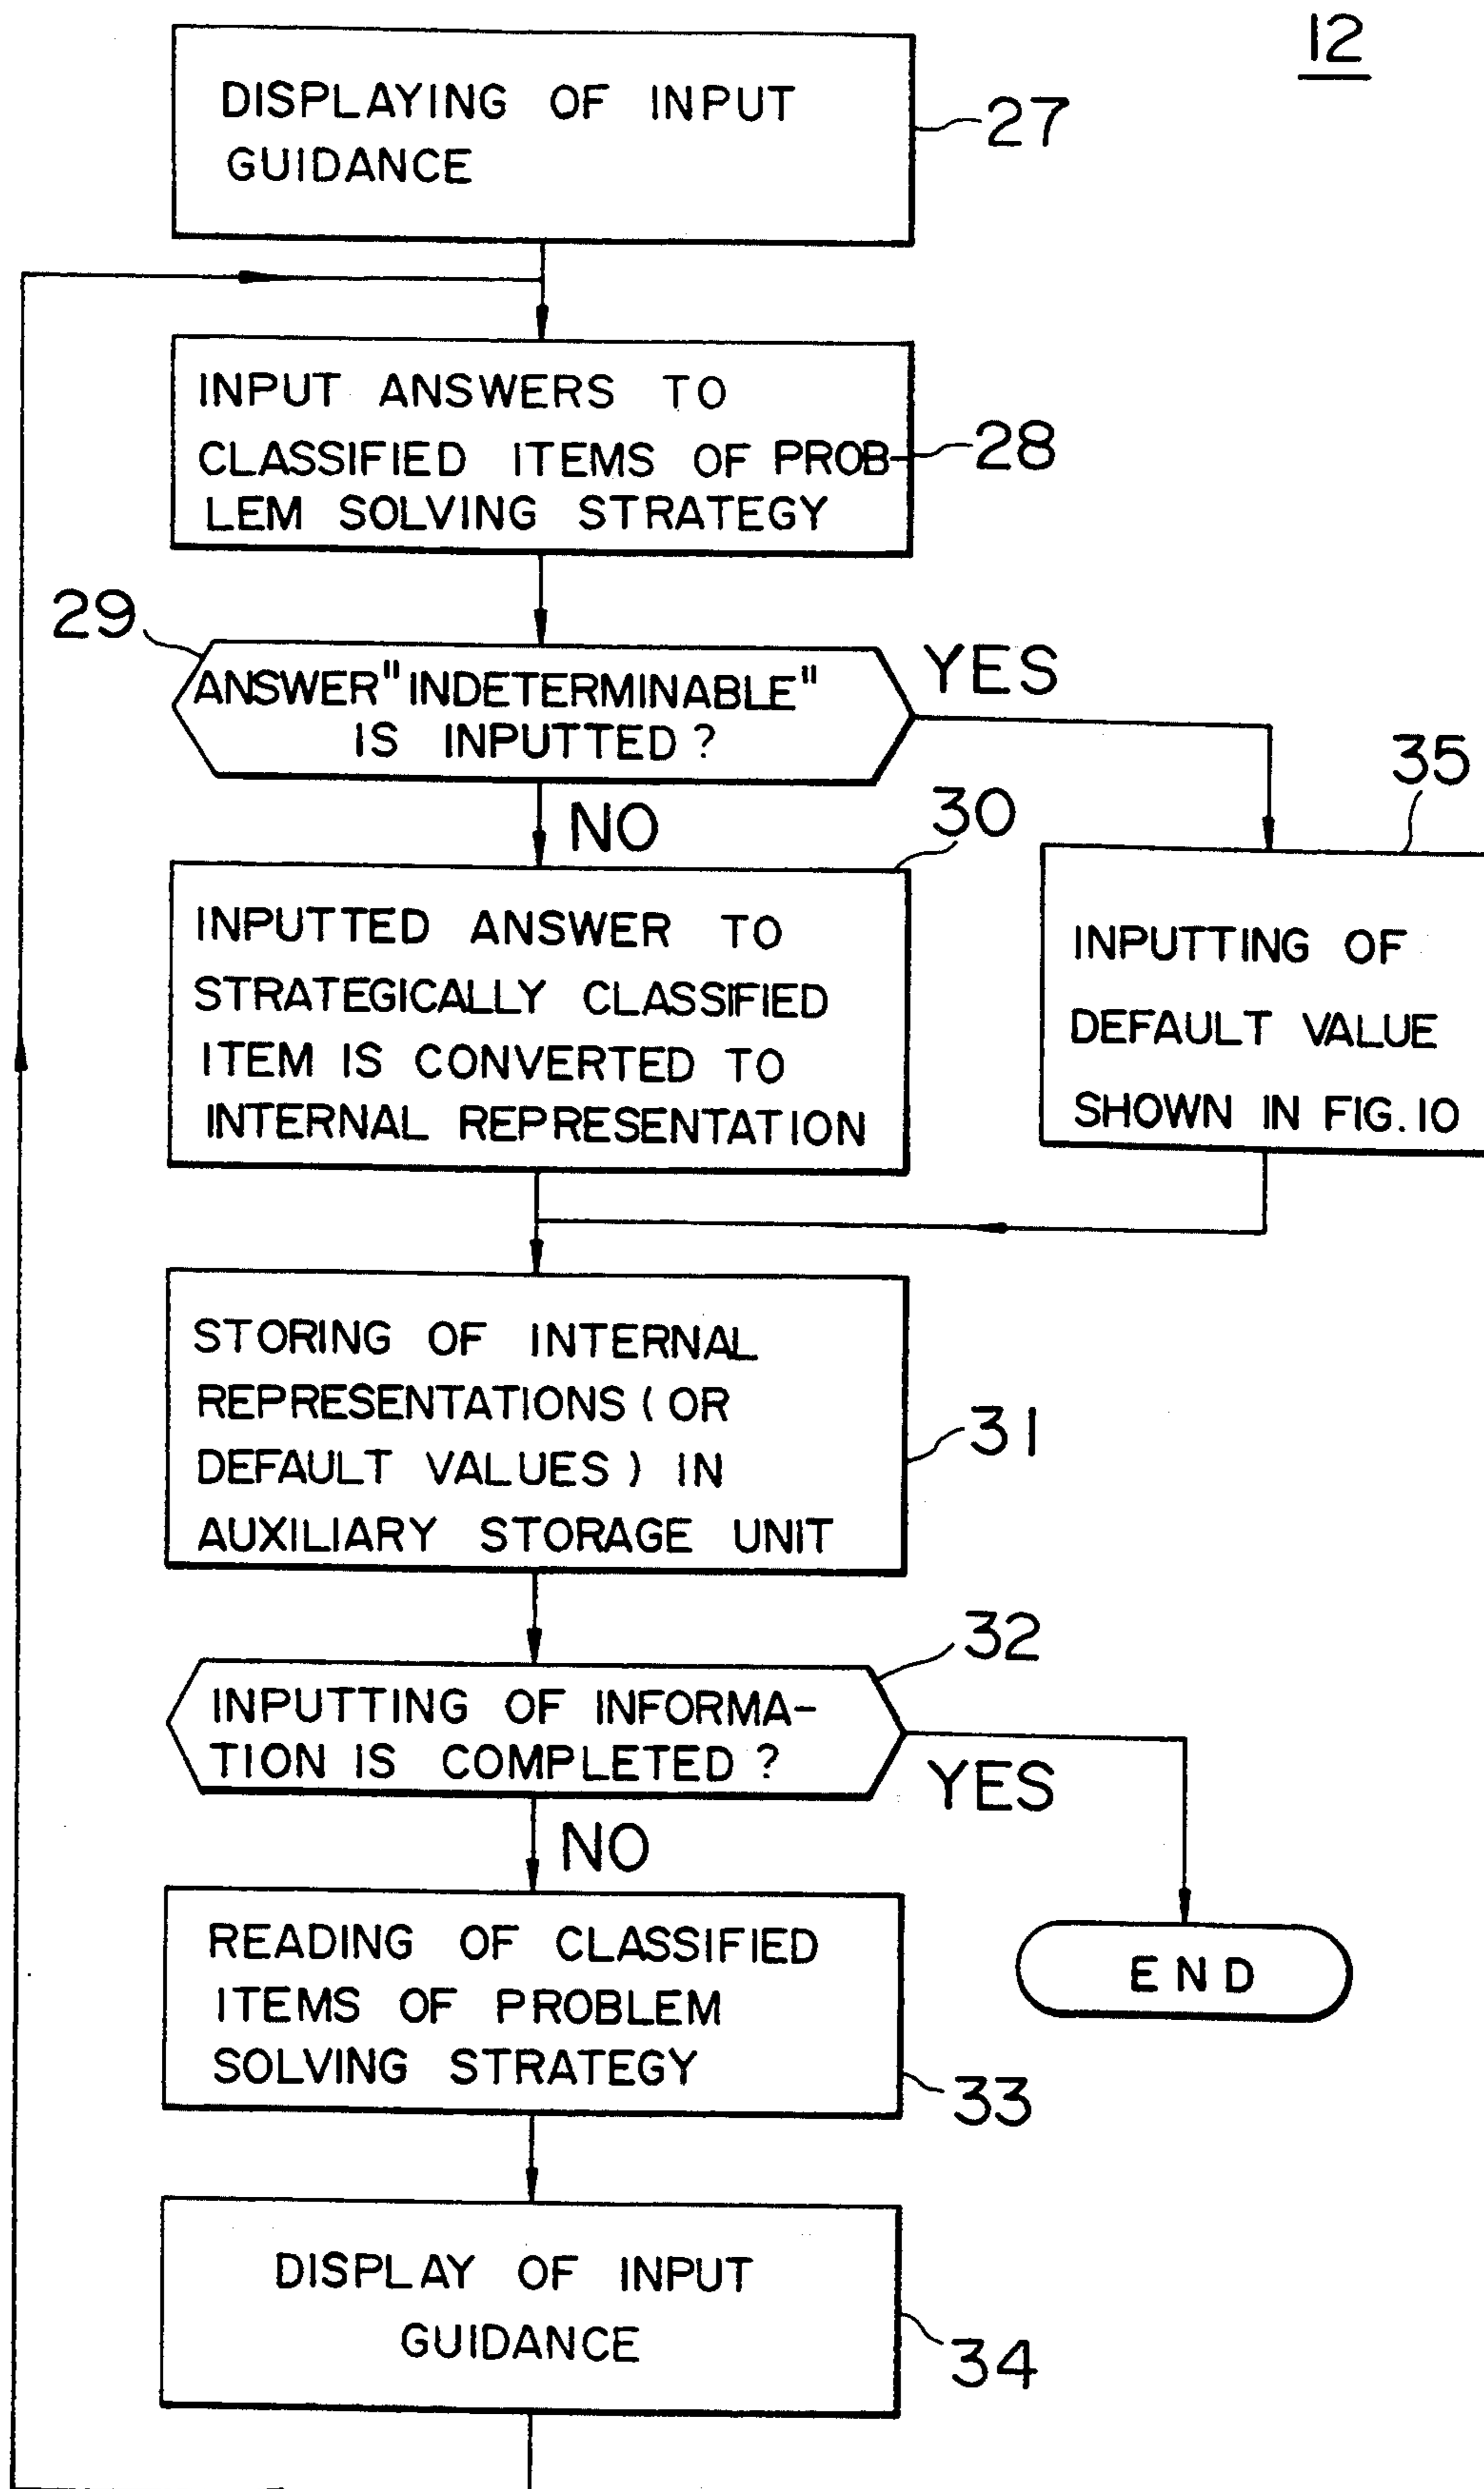 12
DISPLAYING OF INPUT
GUIDANCE
27
INPUT ANSWERS TO
CLASSIFIED ITEMS OF PROB-
LEM SOLVING STRATEGY
28
29
ANSWER "INDETERMINABLE"
IS INPUTTED ?
YES
NO
30
INPUTTED ANSWER TO
STRATEGICALLY CLASSIFIED
ITEM IS CONVERTED TO
INTERNAL REPRESENTATION
35
INPUTTING OF
DEFAULT VALUE
SHOWN IN FIG. 10
STORING OF INTERNAL
REPRESENTATIONS ( OR
DEFAULT VALUES ) IN
AUXILIARY STORAGE UNIT
31
32
INPUTTING OF INFORMA-
TION IS COMPLETED ?
YES
NO
END
READING OF CLASSIFIED
ITEMS OF PROBLEM
SOLVING STRATEGY
33
DISPLAY OF INPUT
GUIDANCE
34